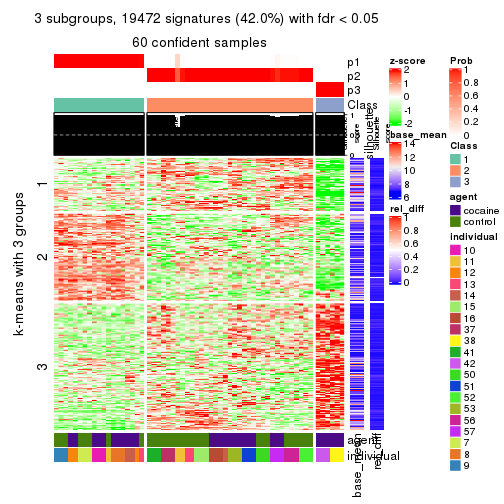 3 subgroups, 19472 signatures (42.0%) with fdr < 0.05
60 confident samples
p1
p2
p3
Class
1
0.5
0
silhouette
k-means with 3 groups
1
2
3
agent
individual
base_mean
rel_diff
z-score
2
1
0
-1
-2
base_mean
14
12
10
8
6
rel_diff
1
0.8
0.6
0.4
0.2
0
Prob
1
0.8
0.6
0.4
0.2
0
Class
1
2
3
agent
cocaine
control
individual
10
11
12
13
14
15
16
37
38
41
42
50
51
52
53
56
57
7
8
9